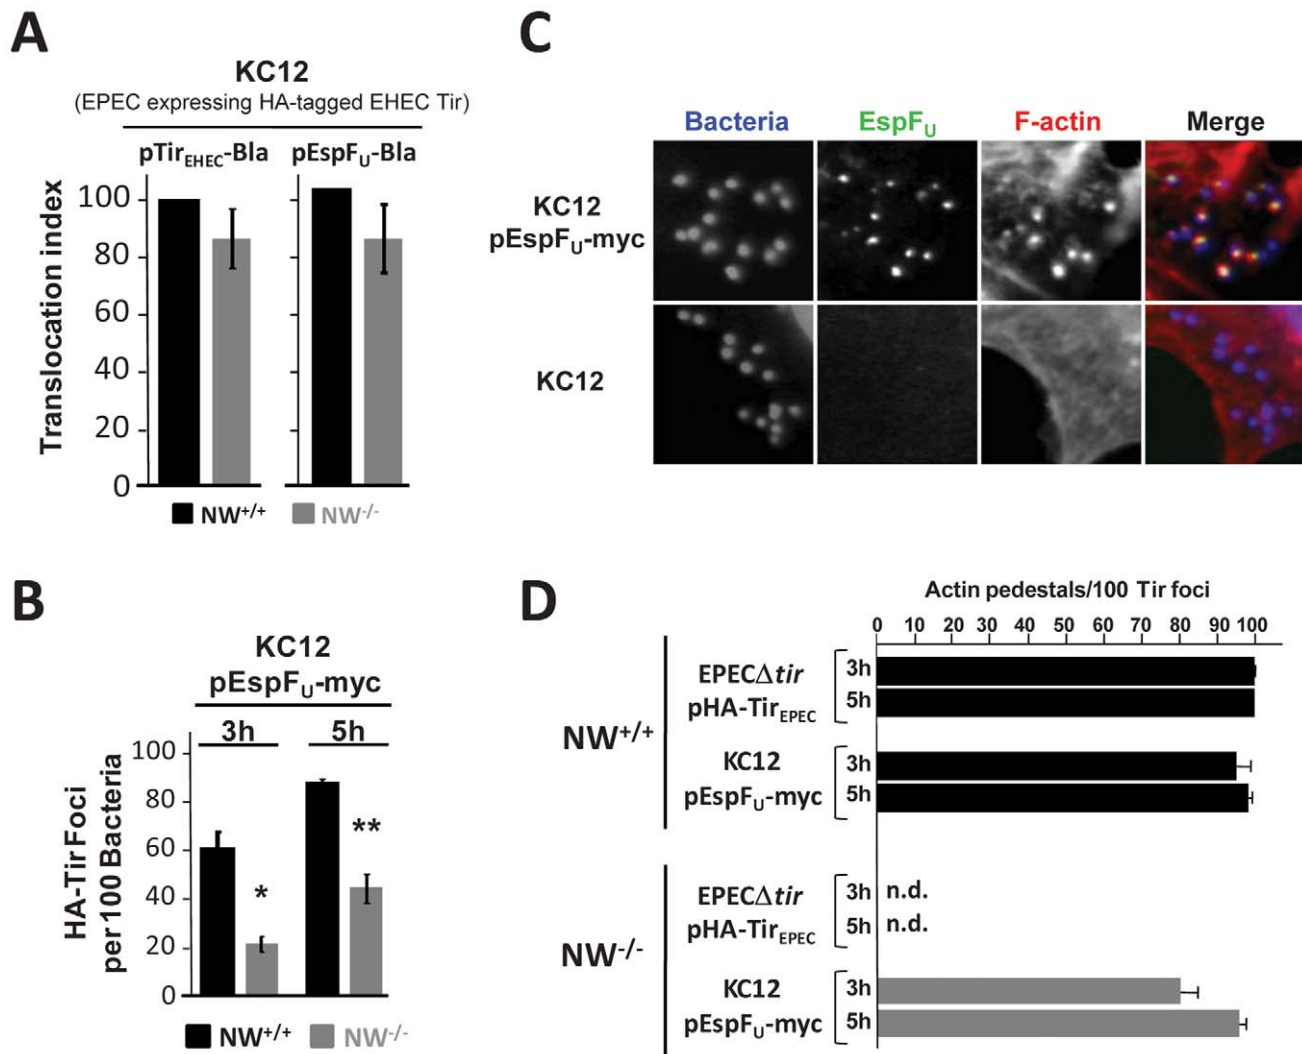 A
KC12
(EPEC expressing HA-tagged EHEC Tir)
pTirEHEC-Bla pEspFU-Bla
Translocation index
100
80
60
40
20
0
NW+/+ NW-/-
B
KC12
pEspFU-myc
3h 5h
HA-Tir Foci
per 100 Bacteria
100
80
60
40
20
0
* **
NW+/+ NW-/-
C
Bacteria EspFU F-actin Merge
KC12
pEspFU-myc
KC12
D
Actin pedestals/100 Tir foci
0 10 20 30 40 50 60 70 80 90 100
NW+/+
EPECΔtir
pHA-TirEPEC
3h
5h
KC12
pEspFU-myc
3h
5h
NW-/-
EPECΔtir
pHA-TirEPEC
3h n.d.
5h n.d.
KC12
pEspFU-myc
3h
5h